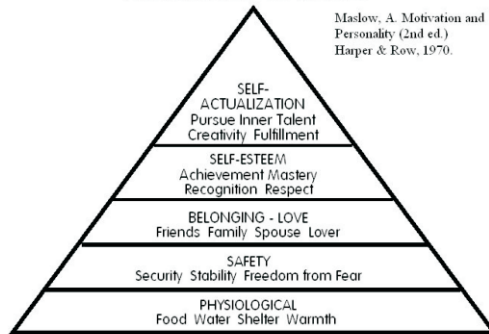 Maslow, A. Motivation and
Personality (2nd ed.)
Harper & Row, 1970.
SELF-
ACTUALIZATION
Pursue Inner Talent
Creativity Fulfillment
SELF-ESTEEM
Achievement Mastery
Recognition Respect
BELONGING - LOVE
Friends Family Spouse Lover
SAFETY
Security Stability Freedom from Fear
PHYSIOLOGICAL
Food Water Shelter Warmth